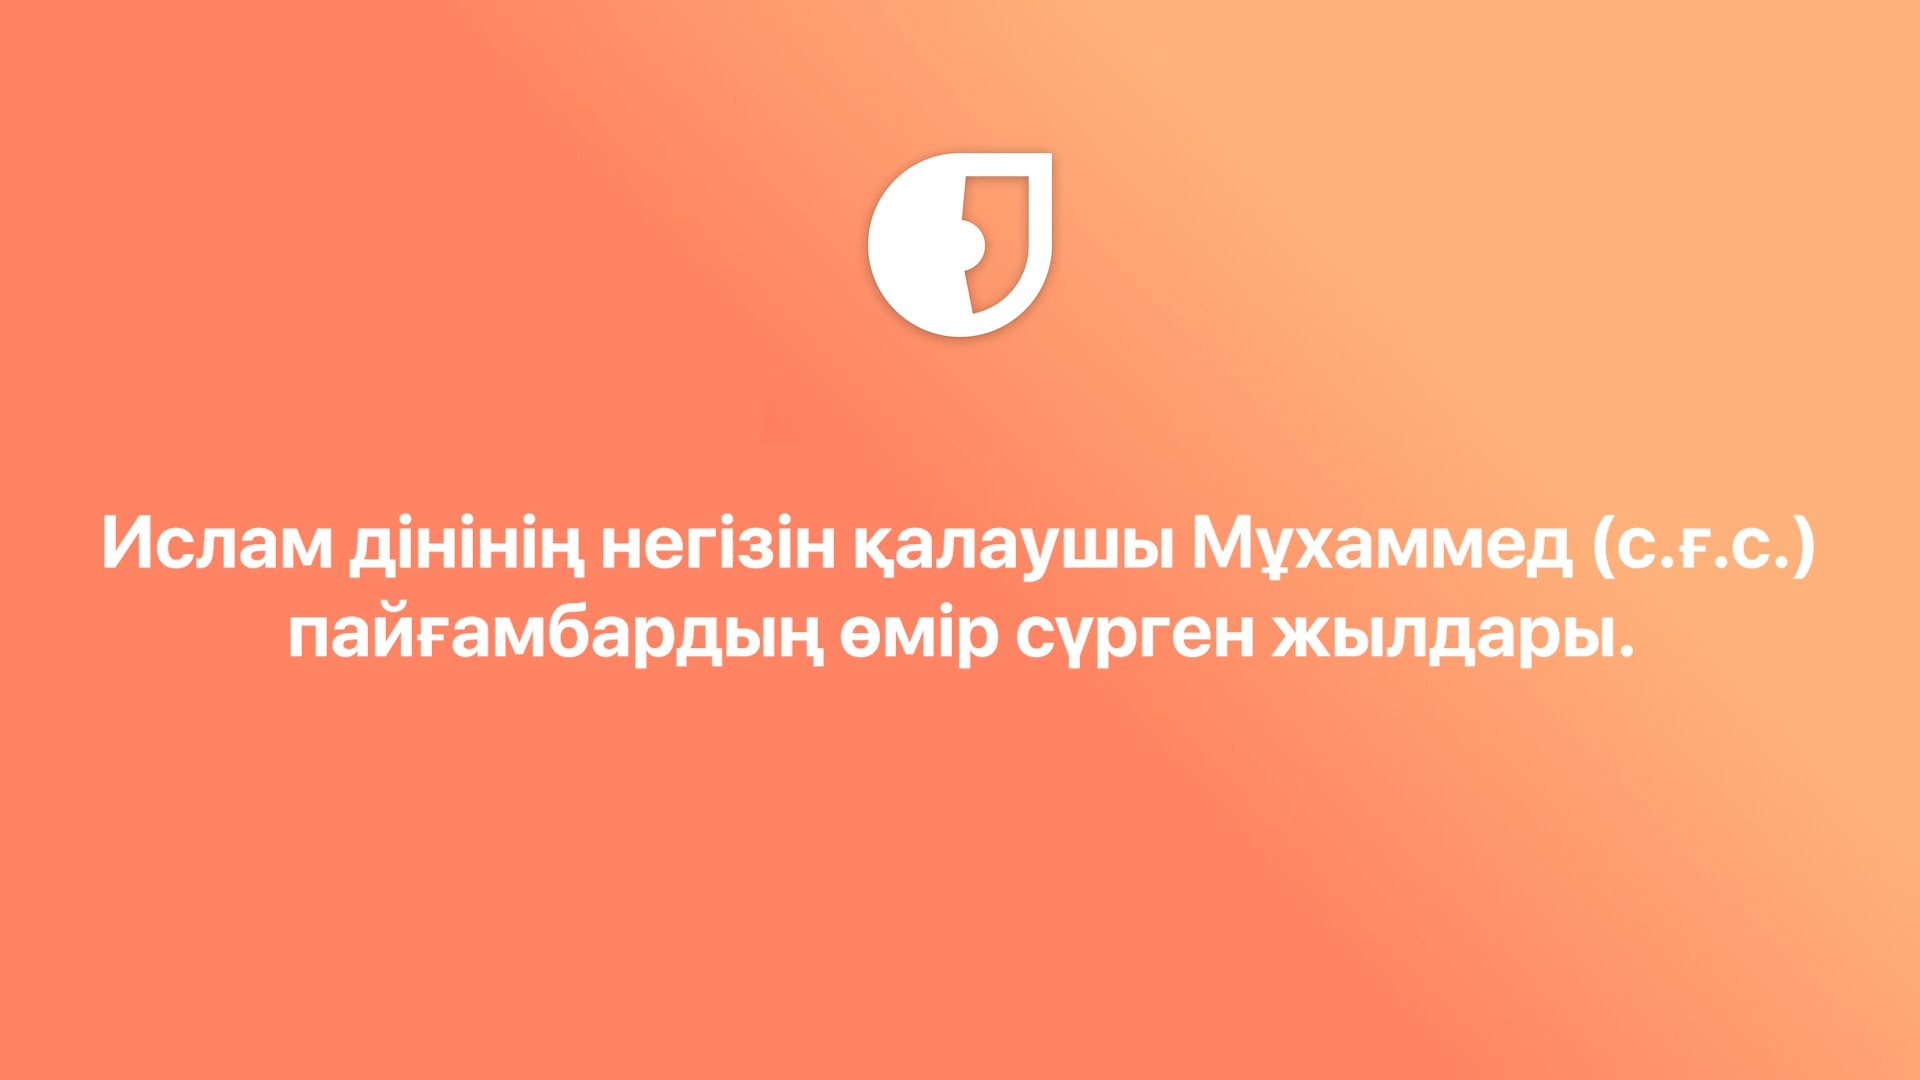 Ислам дінінің негізін қалаушы Мұхаммед (с.ғ.с.)
пайғамбардың өмір сүрген жылдары.